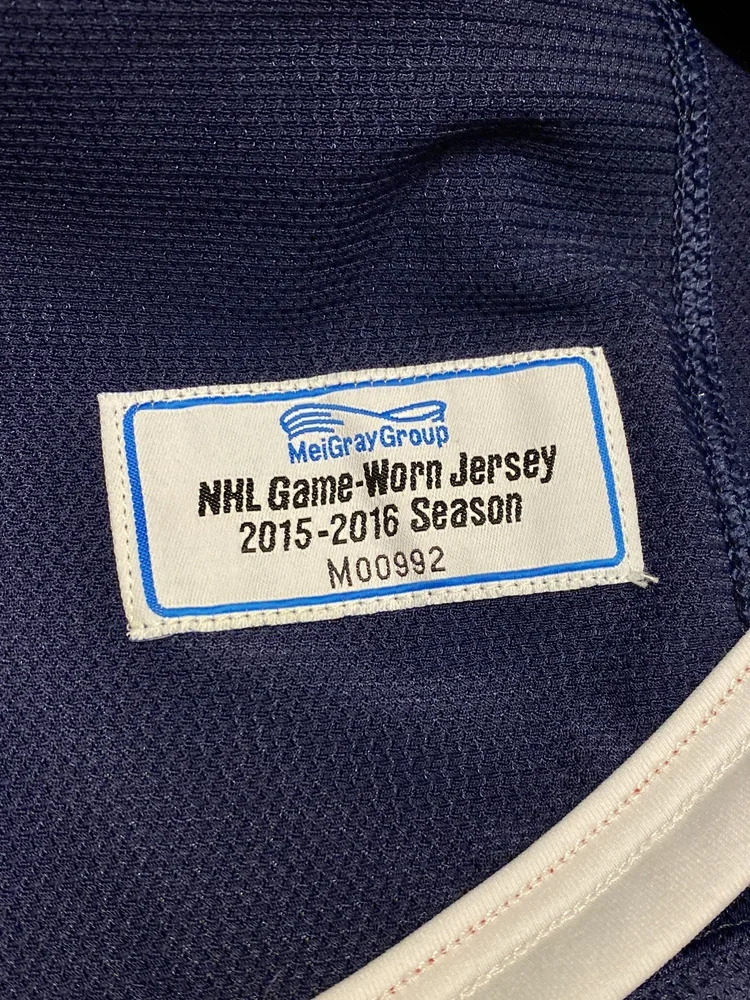 MeiGrayGroup
NHL Game-Worn Jersey
2015-2016 Season
M00992